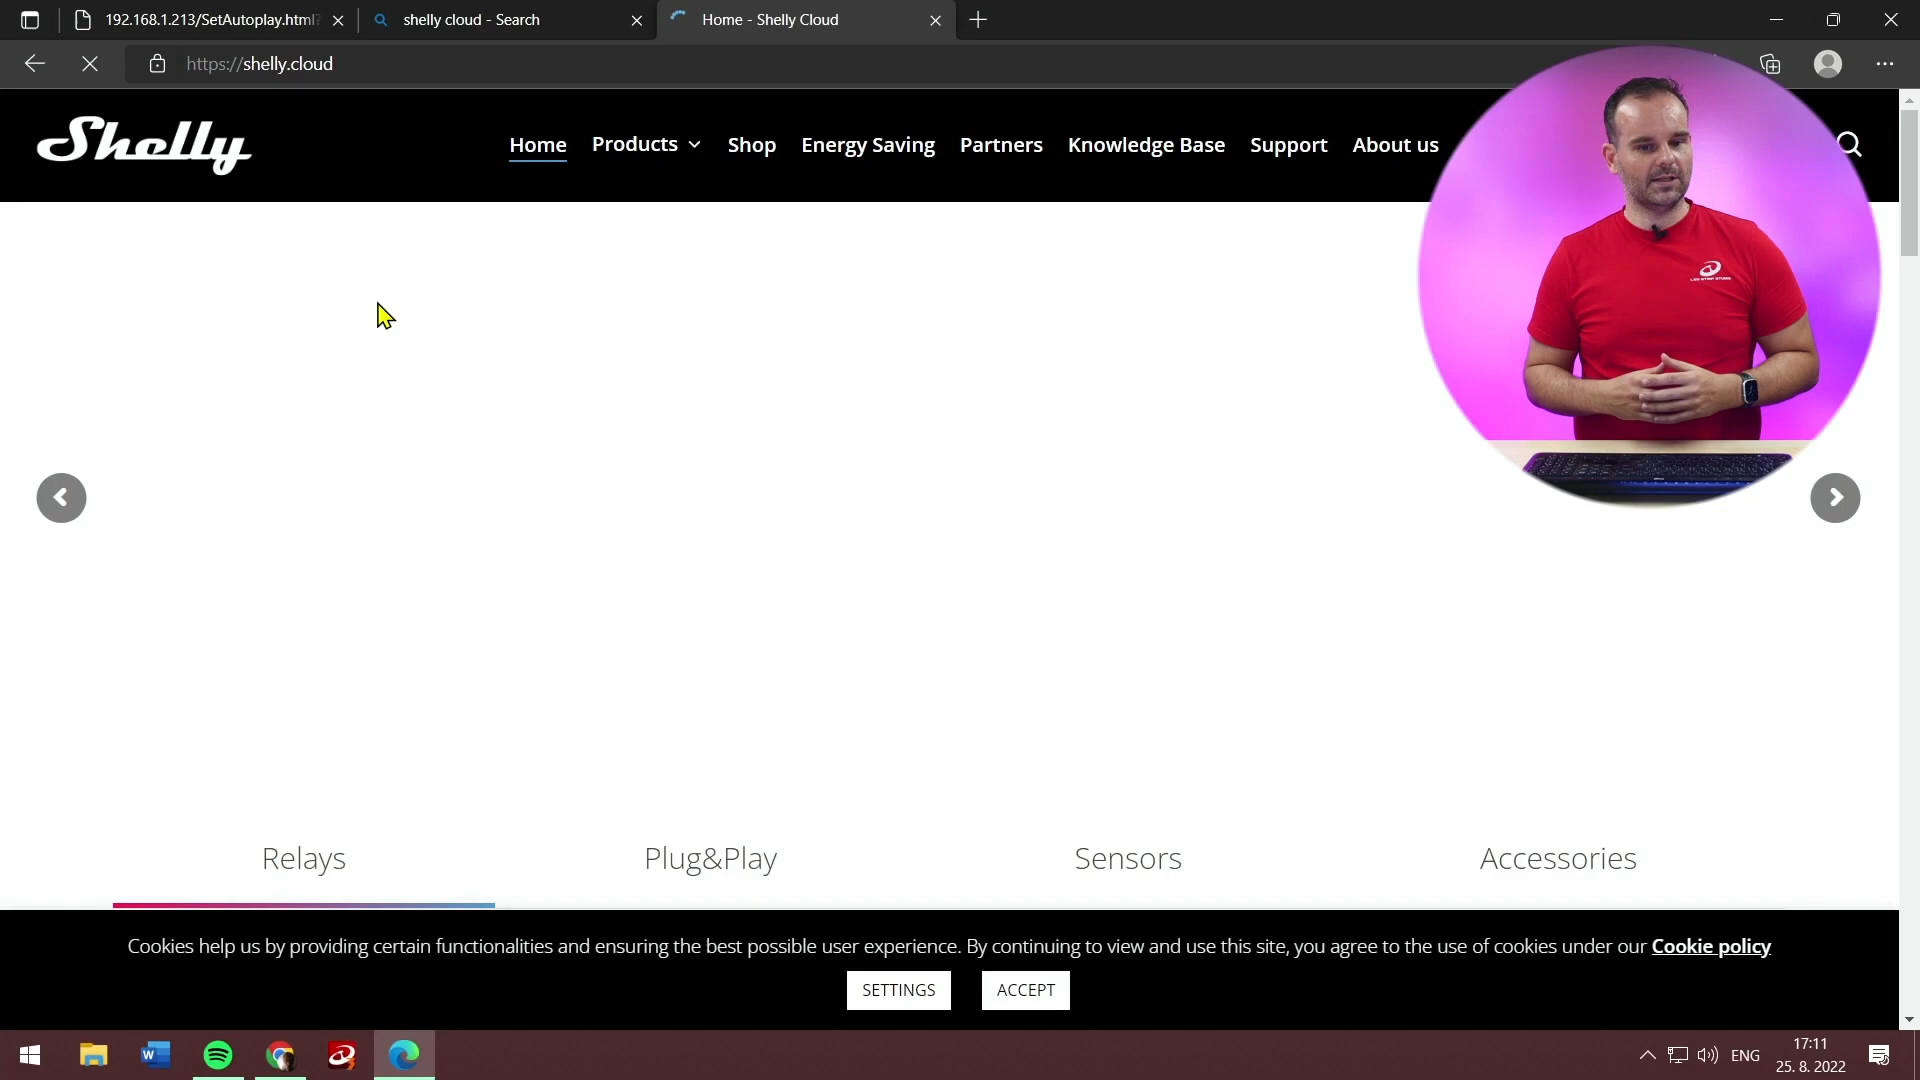 192.168.1.213/SetAutoplay.html?
shelly cloud - Search
Home - Shelly Cloud
https://shelly.cloud
Shelly
Home
Products
Shop
Energy Saving
Partners
Knowledge Base
Support
About us
Relays
Plug&Play
Sensors
Accessories
Cookies help us by providing certain functionalities and ensuring the best possible user experience. By continuing to view and use this site, you agree to the use of cookies under our Cookie policy
SETTINGS
ACCEPT
ENG
17:11
25. 8. 2022